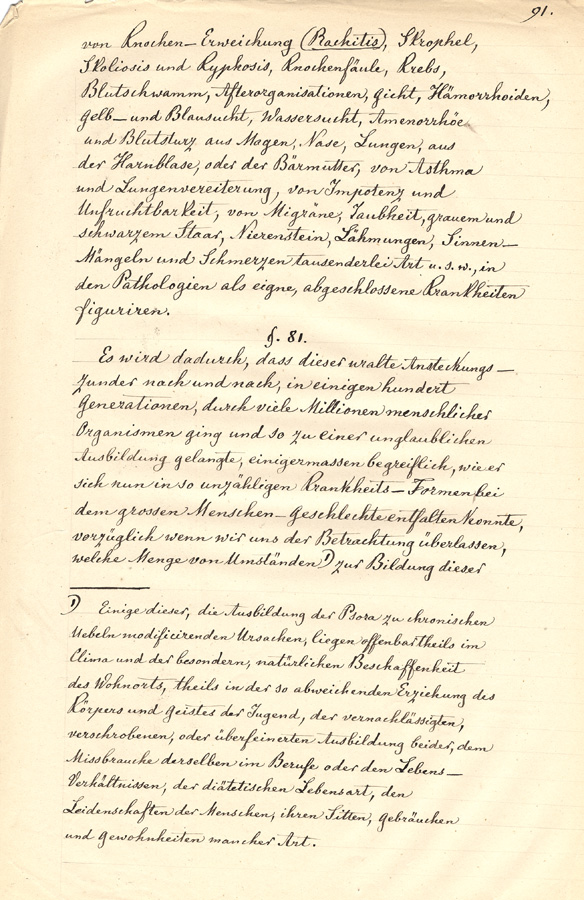 91.
von Knochen-Erweichung (Rachitis), Skrophel,
Skoliosis und Kyphosis, Knochenfäule, Krebs,
Blutschwamm, Afterorganisationen, Gicht, Hämorrhoiden,
Gelb- und Blausucht, Wassersucht, Amenorrhöe
und Blutsturz aus Magen, Nase, Lungen, aus
der Harnblase, oder der Bärmutter, von Asthma
und Lungenvereiterung, von Impotenz und
Unfruchtbarkeit, von Migräne, Taubheit, grauem und
schwarzem Staar, Nierenstein, Lähmungen, Sinnen-
Mängeln und Schmerzen tausenderlei Art u.s.w., in
den Pathologien als eigne, abgeschlossene Krankheiten
figuriren.
§. 81.
Es wird dadurch, dass dieser uralte Ansteckungs-
Zunder nach und nach, in einigen hundert
Generationen, durch viele Millionen menschlicher
Organismen ging und so zu einer unglaublichen
Ausbildung gelangte, einigermassen begreiflich, wie er
sich nun in so unzähligen Krankheits-Formen bei
dem grossen Menschen-Geschlechte entfalten konnte,
vorzüglich wenn wir uns der Betrachtung überlassen,
welche Menge von Umständen 1) zur Bildung dieser
1) Einige dieser, die Ausbildung der Psora zu chronischen
Uebeln modificirenden Ursachen, liegen offenbar theils im
Clima und der besondern, natürlichen Beschaffenheit
des Wohnorts, theils in der so abweichenden Erziehung des
Körpers und Geistes der Jugend, der vernachlässigten,
verschrobenen, oder überfeinerten Ausbildung beider, dem
Missbrauche derselben im Berufe oder den Lebens-
Verhältnissen, der diätetischen Lebensart, den
Leidenschaften der Menschen, ihren Sitten, Gebräuchen
und Gewohnheiten mancher Art.